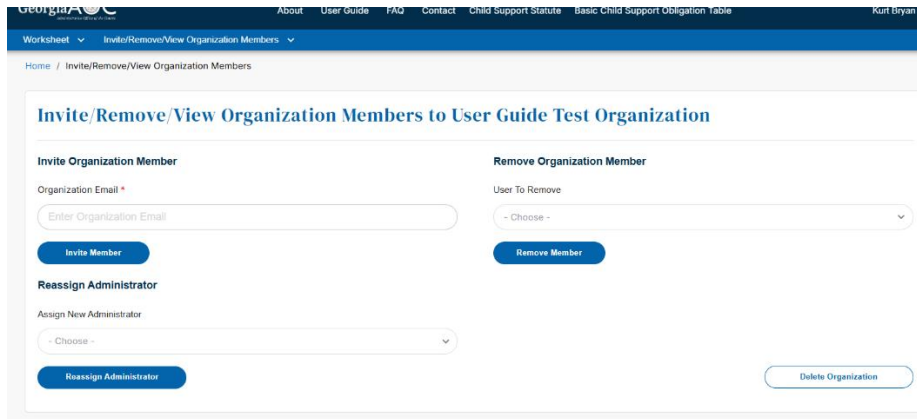 GeorgiaAOC About User Guide FAQ Contact Child Support Statute Basic Child Support Obligation Table Kurt Bryan
Worksheet Invite/Remove/View Organization Members
Home / Invite/Remove/View Organization Members
Invite/Remove/View Organization Members to User Guide Test Organization
Invite Organization Member
Organization Email *
Enter Organization Email
Invite Member
Remove Organization Member
User To Remove
- Choose -
Remove Member
Reassign Administrator
Assign New Administrator
- Choose -
Reassign Administrator
Delete Organization